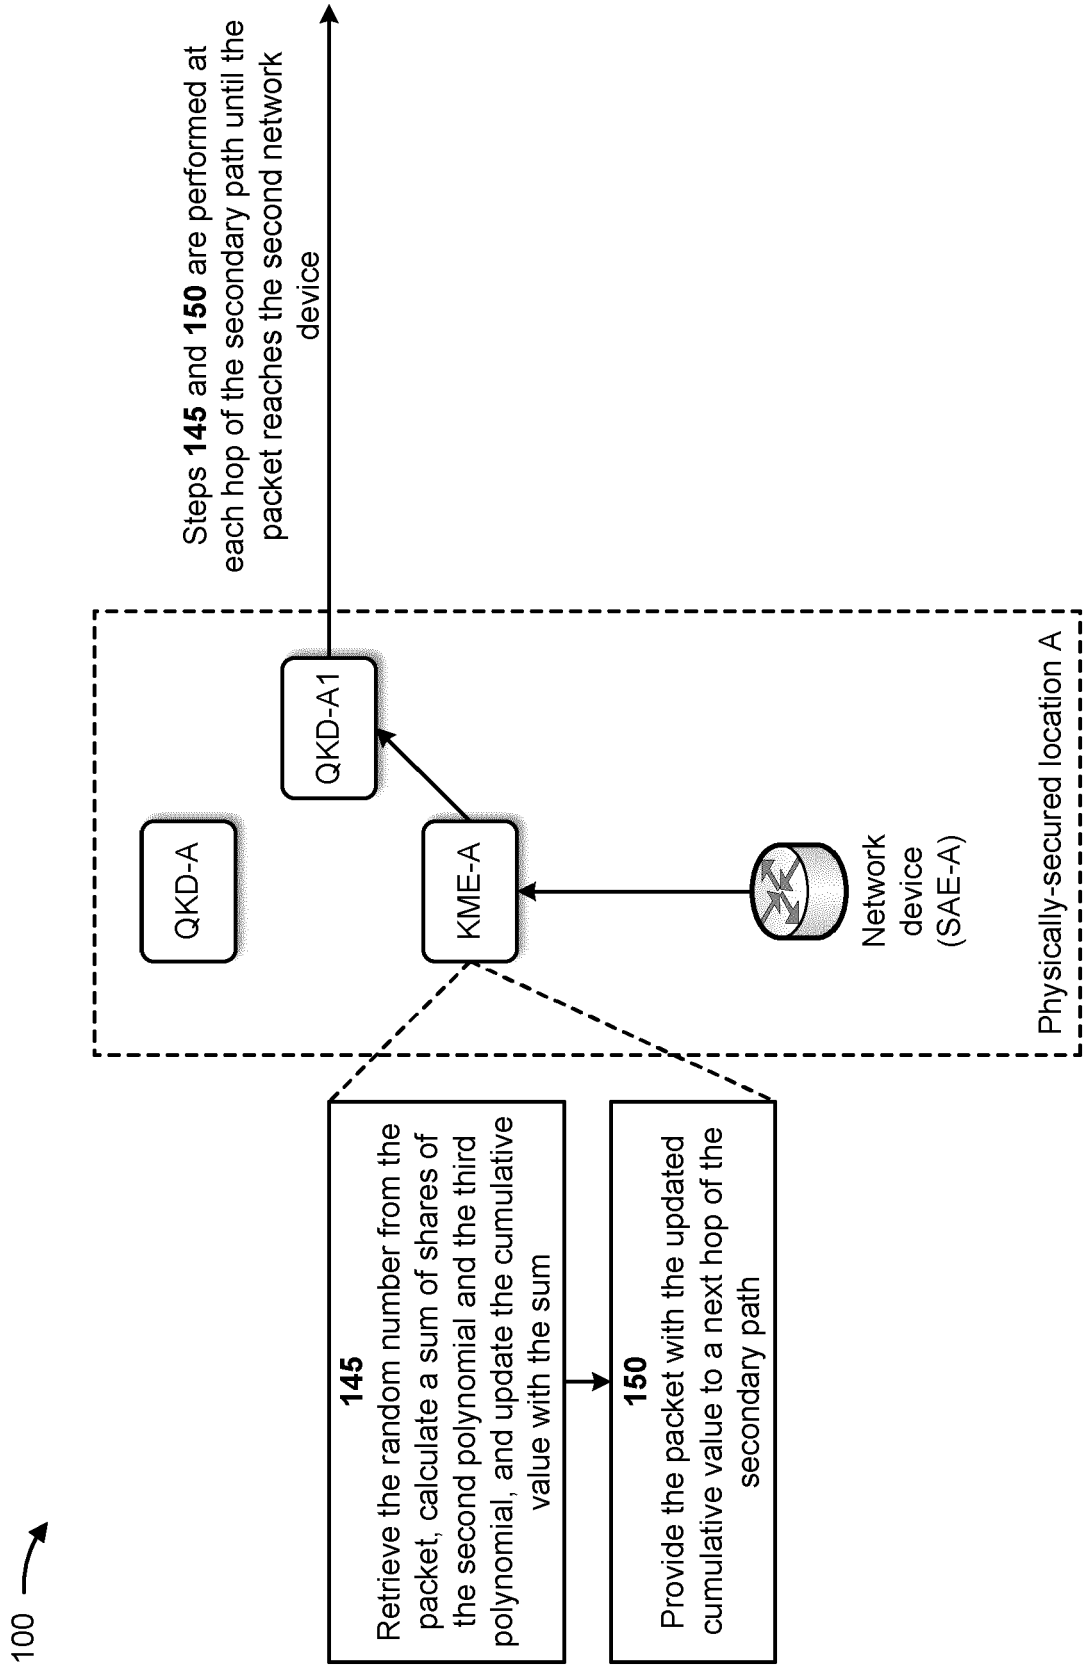 100
145
Retrieve the random number from the
packet, calculate a sum of shares of
the second polynomial and the third
polynomial, and update the cumulative
value with the sum
150
Provide the packet with the updated
cumulative value to a next hop of the
secondary path
QKD-A
KME-A
QKD-A1
Network
device
(SAE-A)
Physically-secured location A
Steps 145 and 150 are performed at
each hop of the secondary path until the
packet reaches the second network
device